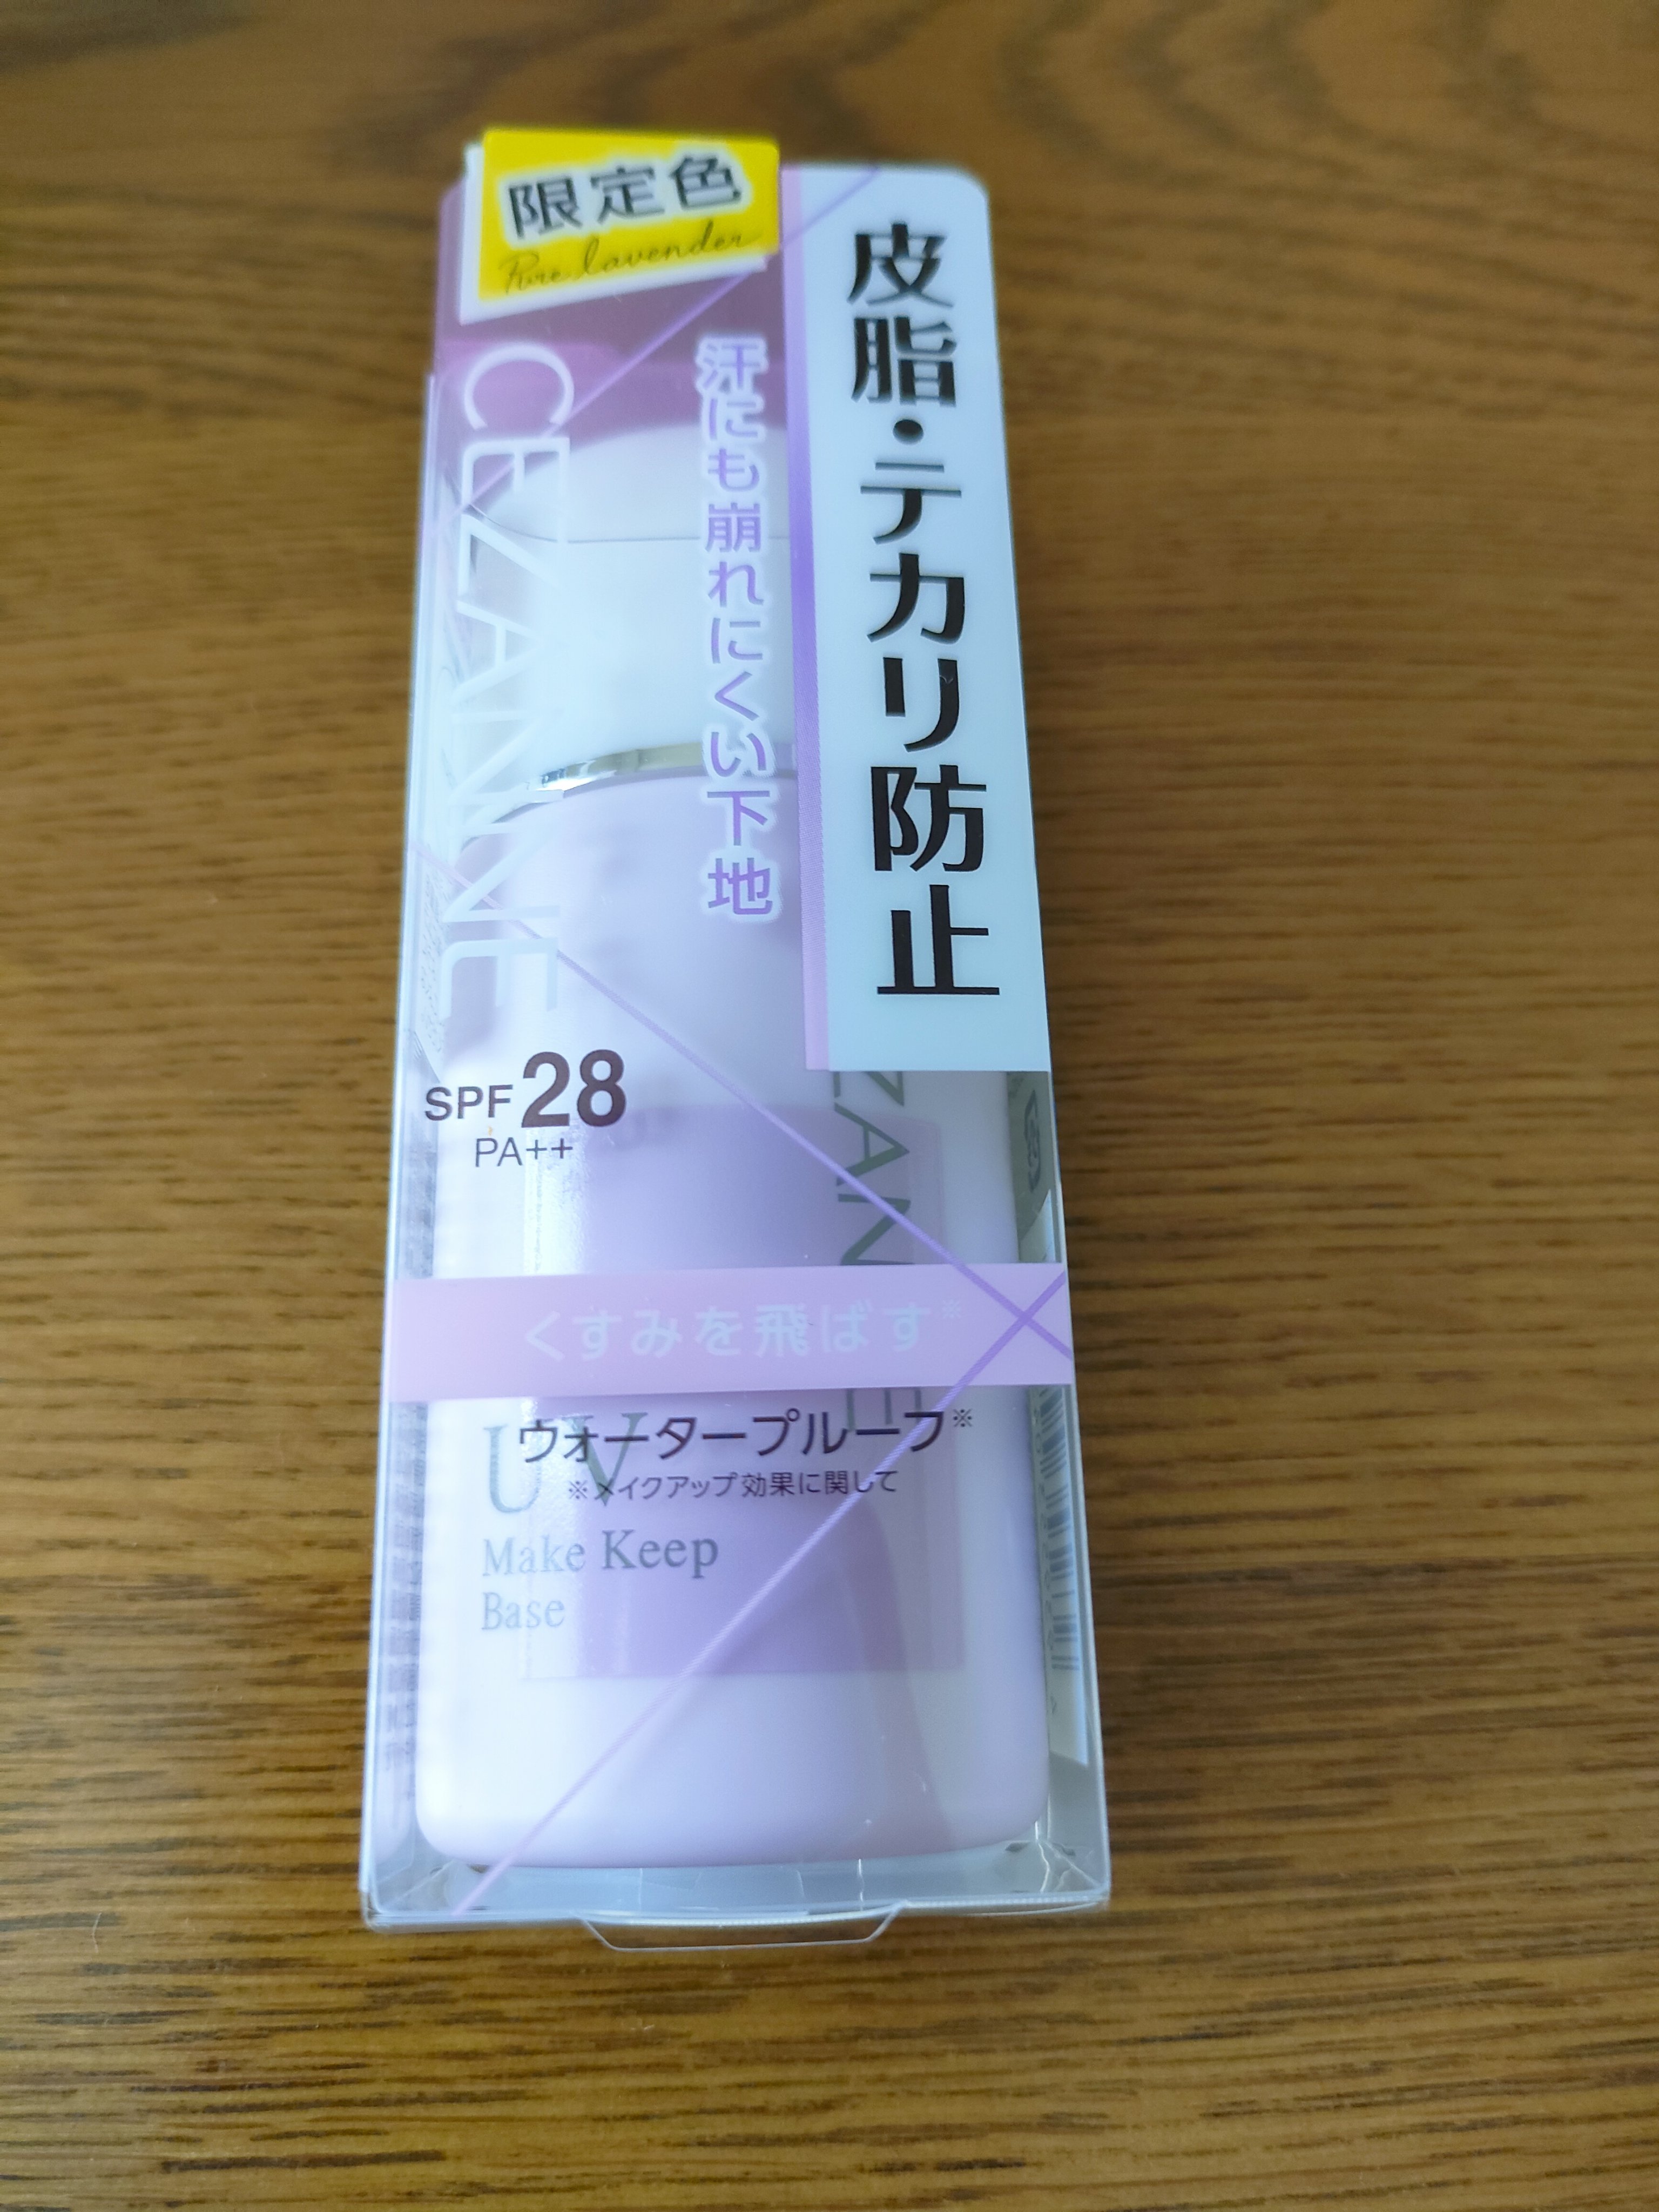 限定色
Pure lavender
皮脂・テカリ防止
汗にも崩れにくい下地
CEZANNE
SPF28
PA++
くすみを飛ばす※
ウォータープルーフ※
※メイクアップ効果に関して
UV
Make Keep
Base